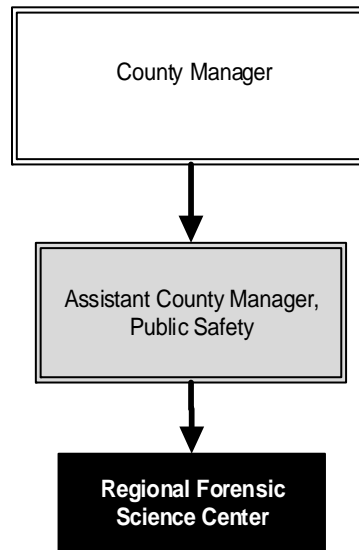 County Manager
Assistant County Manager,
Public Safety
Regional Forensic
Science Center